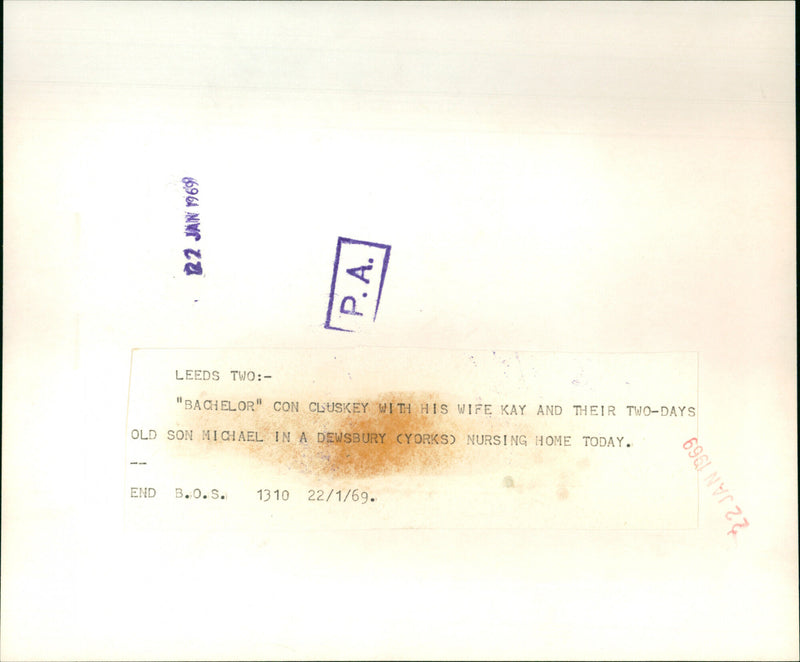 22 JAN 1969
P.A.
LEEDS TWO:-
"BACHELOR" CON CLUSKEY WITH HIS WIFE KAY AND THEIR TWO-DAYS
OLD SON MICHAEL IN A DEWSBURY (YORKS) NURSING HOME TODAY.
--
END B.O.S. 1310 22/1/69.
22 JAN 1969